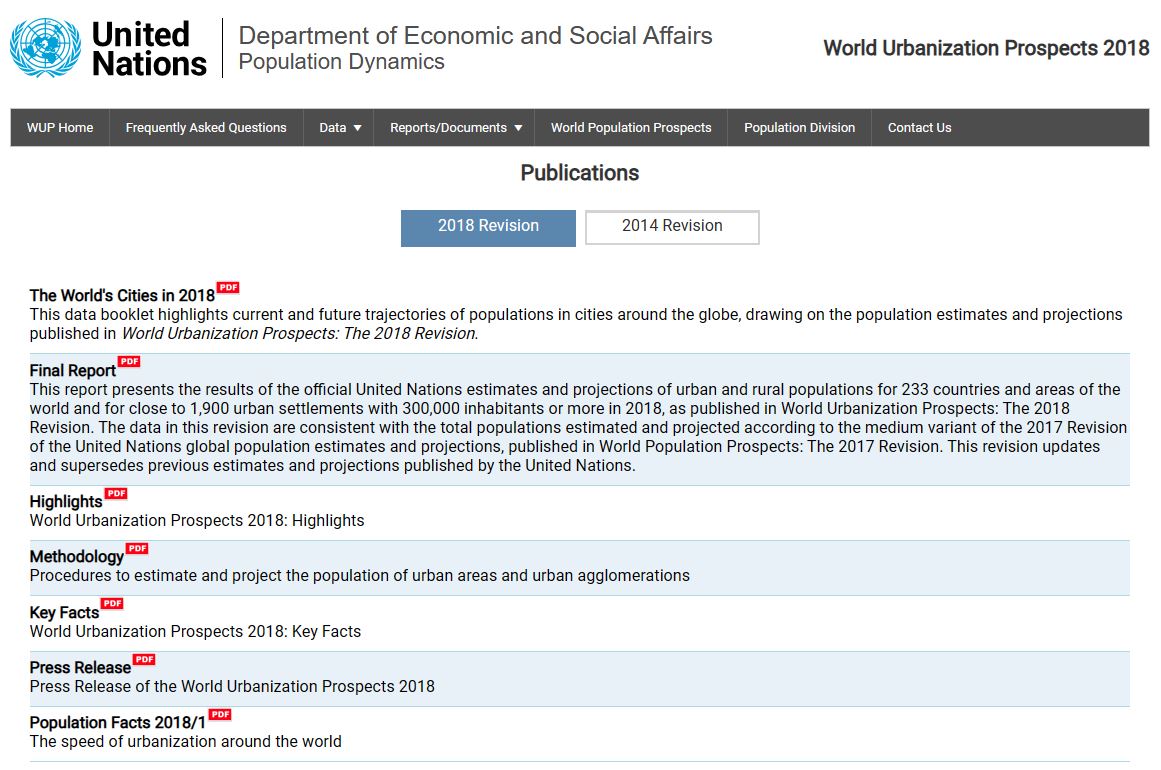 United
Nations
Department of Economic and Social Affairs
Population Dynamics
World Urbanization Prospects 2018
WUP Home Frequently Asked Questions Data ▼ Reports/Documents ▼ World Population Prospects Population Division Contact Us
Publications
2018 Revision 2014 Revision
The World's Cities in 2018 PDF
This data booklet highlights current and future trajectories of populations in cities around the globe, drawing on the population estimates and projections
published in World Urbanization Prospects: The 2018 Revision.
Final Report PDF
This report presents the results of the official United Nations estimates and projections of urban and rural populations for 233 countries and areas of the
world and for close to 1,900 urban settlements with 300,000 inhabitants or more in 2018, as published in World Urbanization Prospects: The 2018
Revision. The data in this revision are consistent with the total populations estimated and projected according to the medium variant of the 2017 Revision
of the United Nations global population estimates and projections, published in World Population Prospects: The 2017 Revision. This revision updates
and supersedes previous estimates and projections published by the United Nations.
Highlights PDF
World Urbanization Prospects 2018: Highlights
Methodology PDF
Procedures to estimate and project the population of urban areas and urban agglomerations
Key Facts PDF
World Urbanization Prospects 2018: Key Facts
Press Release PDF
Press Release of the World Urbanization Prospects 2018
Population Facts 2018/1 PDF
The speed of urbanization around the world